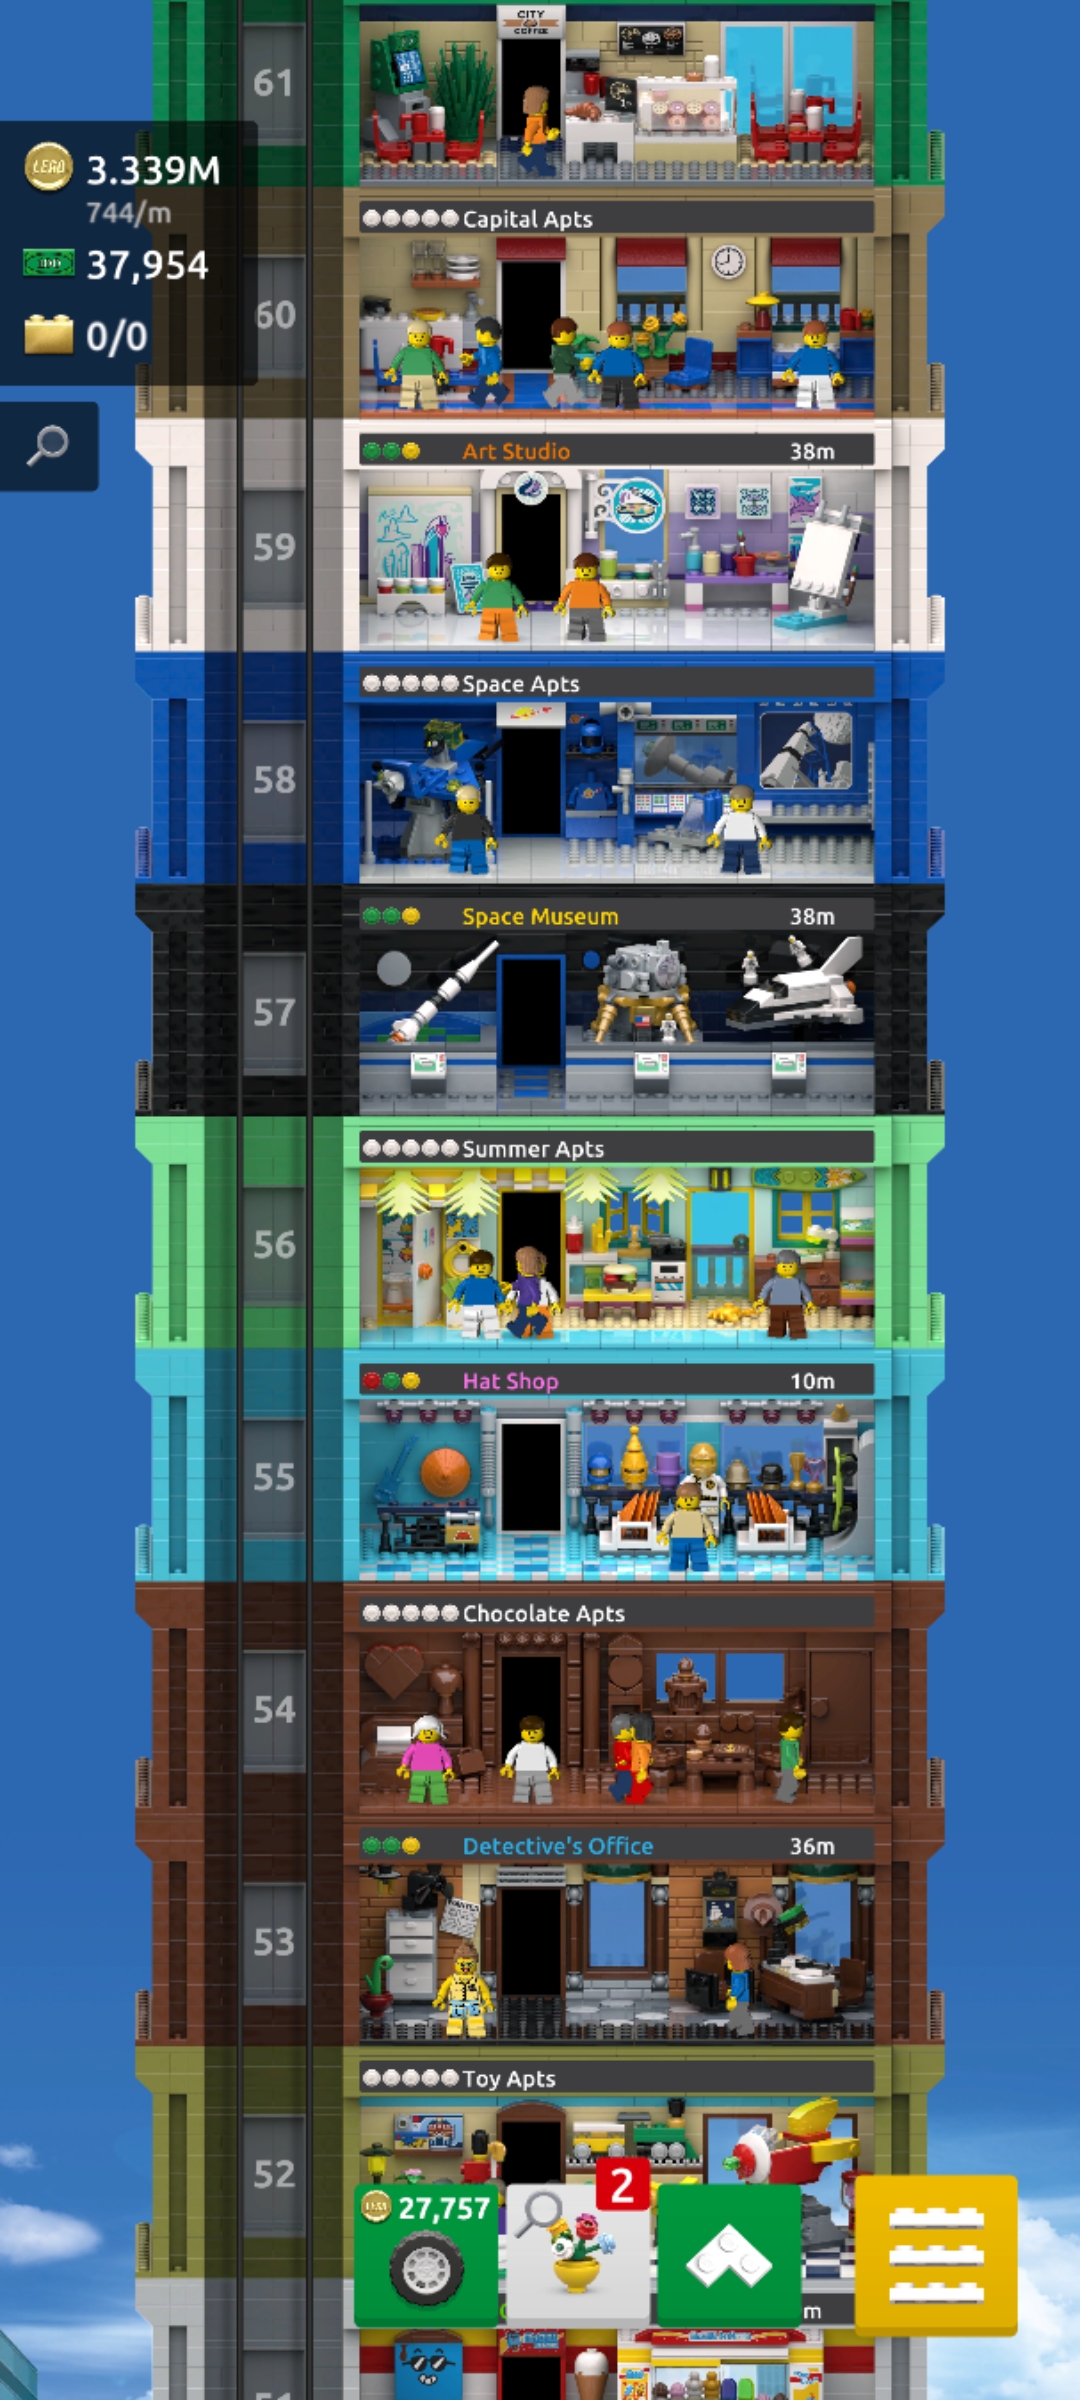 CITY
COFFEE
61
LEGO 3.339M
744/m
37,954
0/0
Capital Apts
60
Art Studio 38m
59
Space Apts
58
Space Museum 38m
57
Summer Apts
56
Hat Shop 10m
55
Chocolate Apts
54
Detective's Office 36m
53
Toy Apts
52
27,757
2
m
51